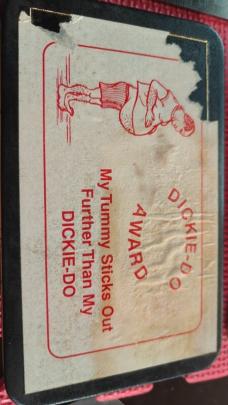 DICKIE-DO
AWARD
My Tummy Sticks Out
Further Than My
DICKIE-DO